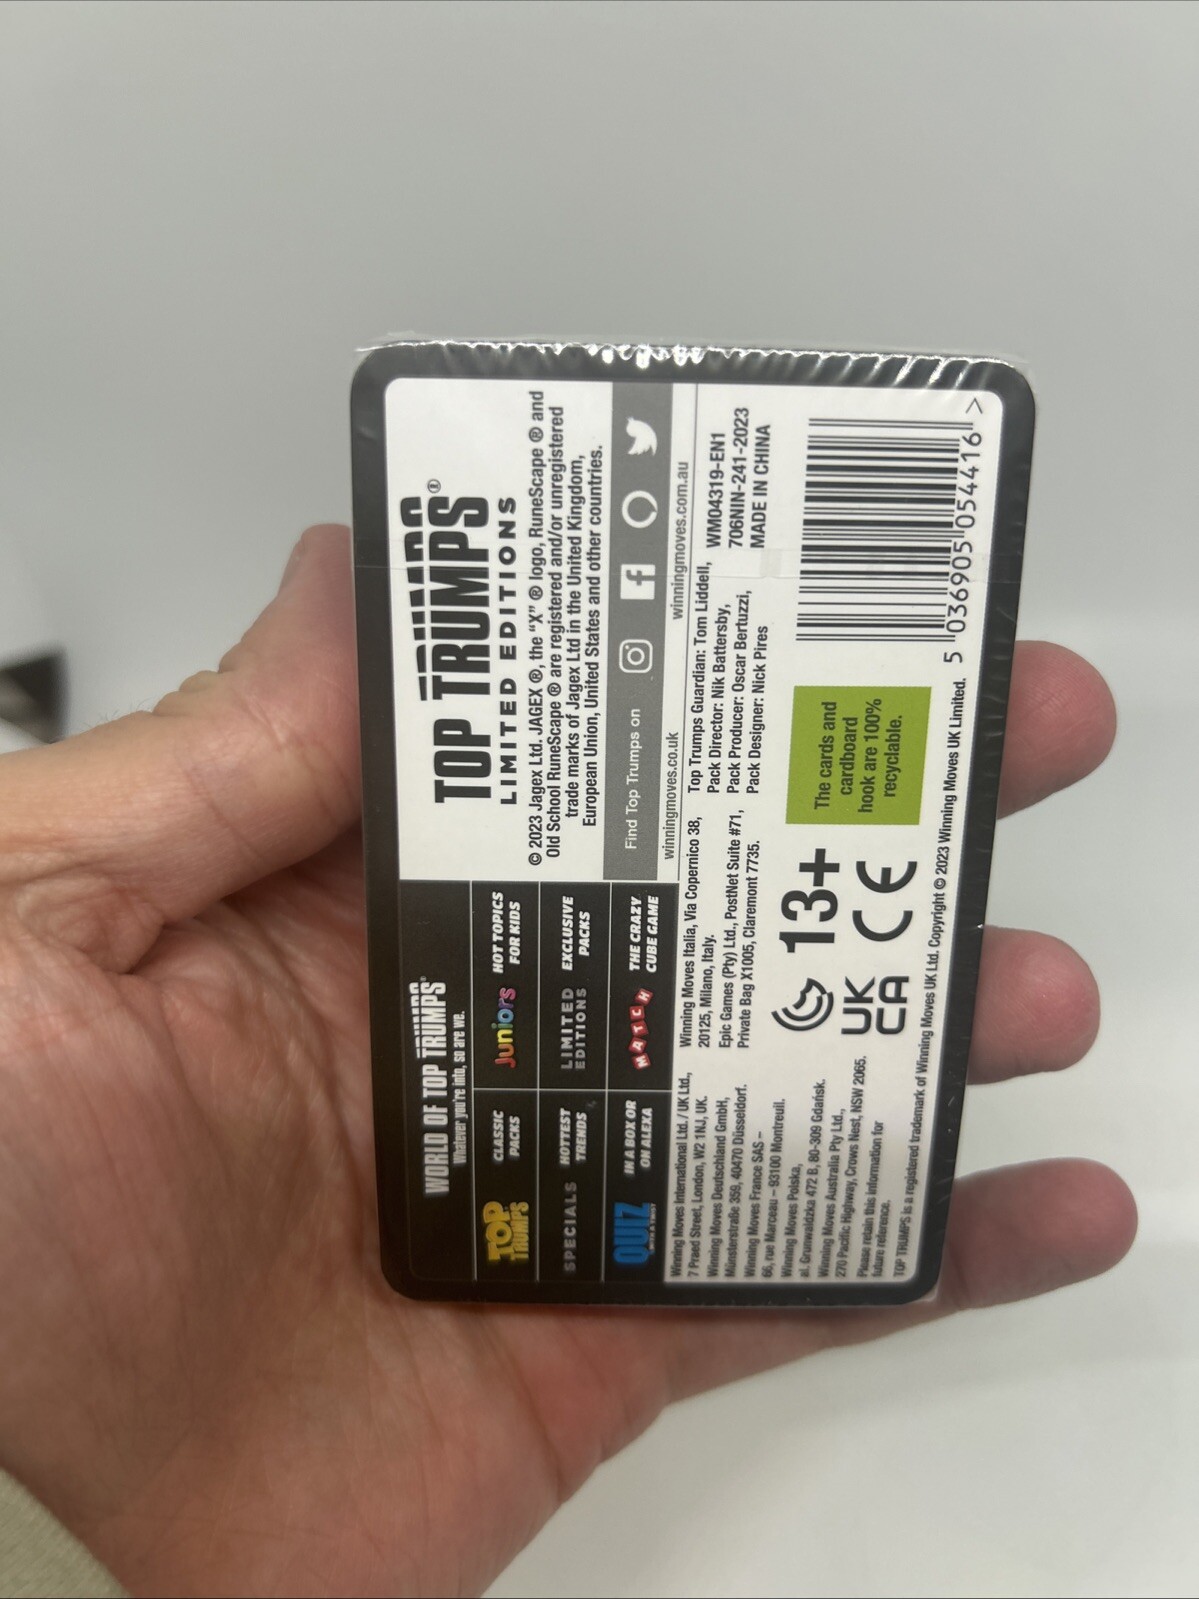 WORLD OF TOP TRUMPS®
Whatever you're into, so are we.
TOP TRUMPS
CLASSIC PACKS
Juniors
HOT TOPICS FOR KIDS
SPECIALS
HOTTEST TRENDS
LIMITED EDITIONS
EXCLUSIVE PACKS
QUIZ
WITH A TWIST
IN A BOX OR ON ALEXA
MATCH
THE CRAZY CUBE GAME
TOP TRUMPS®
LIMITED EDITIONS
© 2023 Jagex Ltd. JAGEX ®, the "X" ® logo, RuneScape ® and
Old School RuneScape ® are registered and/or unregistered
trade marks of Jagex Ltd in the United Kingdom,
European Union, United States and other countries.
Find Top Trumps on
winningmoves.co.uk
winningmoves.com.au
Winning Moves International Ltd./ UK Ltd.,
7 Praed Street, London, W2 1NJ, UK.
Winning Moves Deutschland GmbH,
Münsterstraße 359, 40470 Düsseldorf.
Winning Moves France SAS –
66, rue Marceau – 93100 Montreuil.
Winning Moves Polska,
al. Grunwaldzka 472 B, 80-309 Gdańsk.
Winning Moves Australia Pty Ltd.,
270 Pacific Highway, Crows Nest, NSW 2065.
Please retain this information for
future reference.
Winning Moves Italia, Via Copernico 38,
20125, Milano, Italy.
Epic Games (Pty) Ltd., PostNet Suite #71,
Private Bag X1005, Claremont 7735.
Top Trumps Guardian: Tom Liddell,
Pack Director: Nik Battersby,
Pack Producer: Oscar Bertuzzi,
Pack Designer: Nick Pires
WM04319-EN1
706NIN-241-2023
MADE IN CHINA
13+
UK
CA
CE
The cards and
cardboard
hook are 100%
recyclable.
5 036905 054416 >
TOP TRUMPS is a registered trademark of Winning Moves UK Ltd. Copyright © 2023 Winning Moves UK Limited.